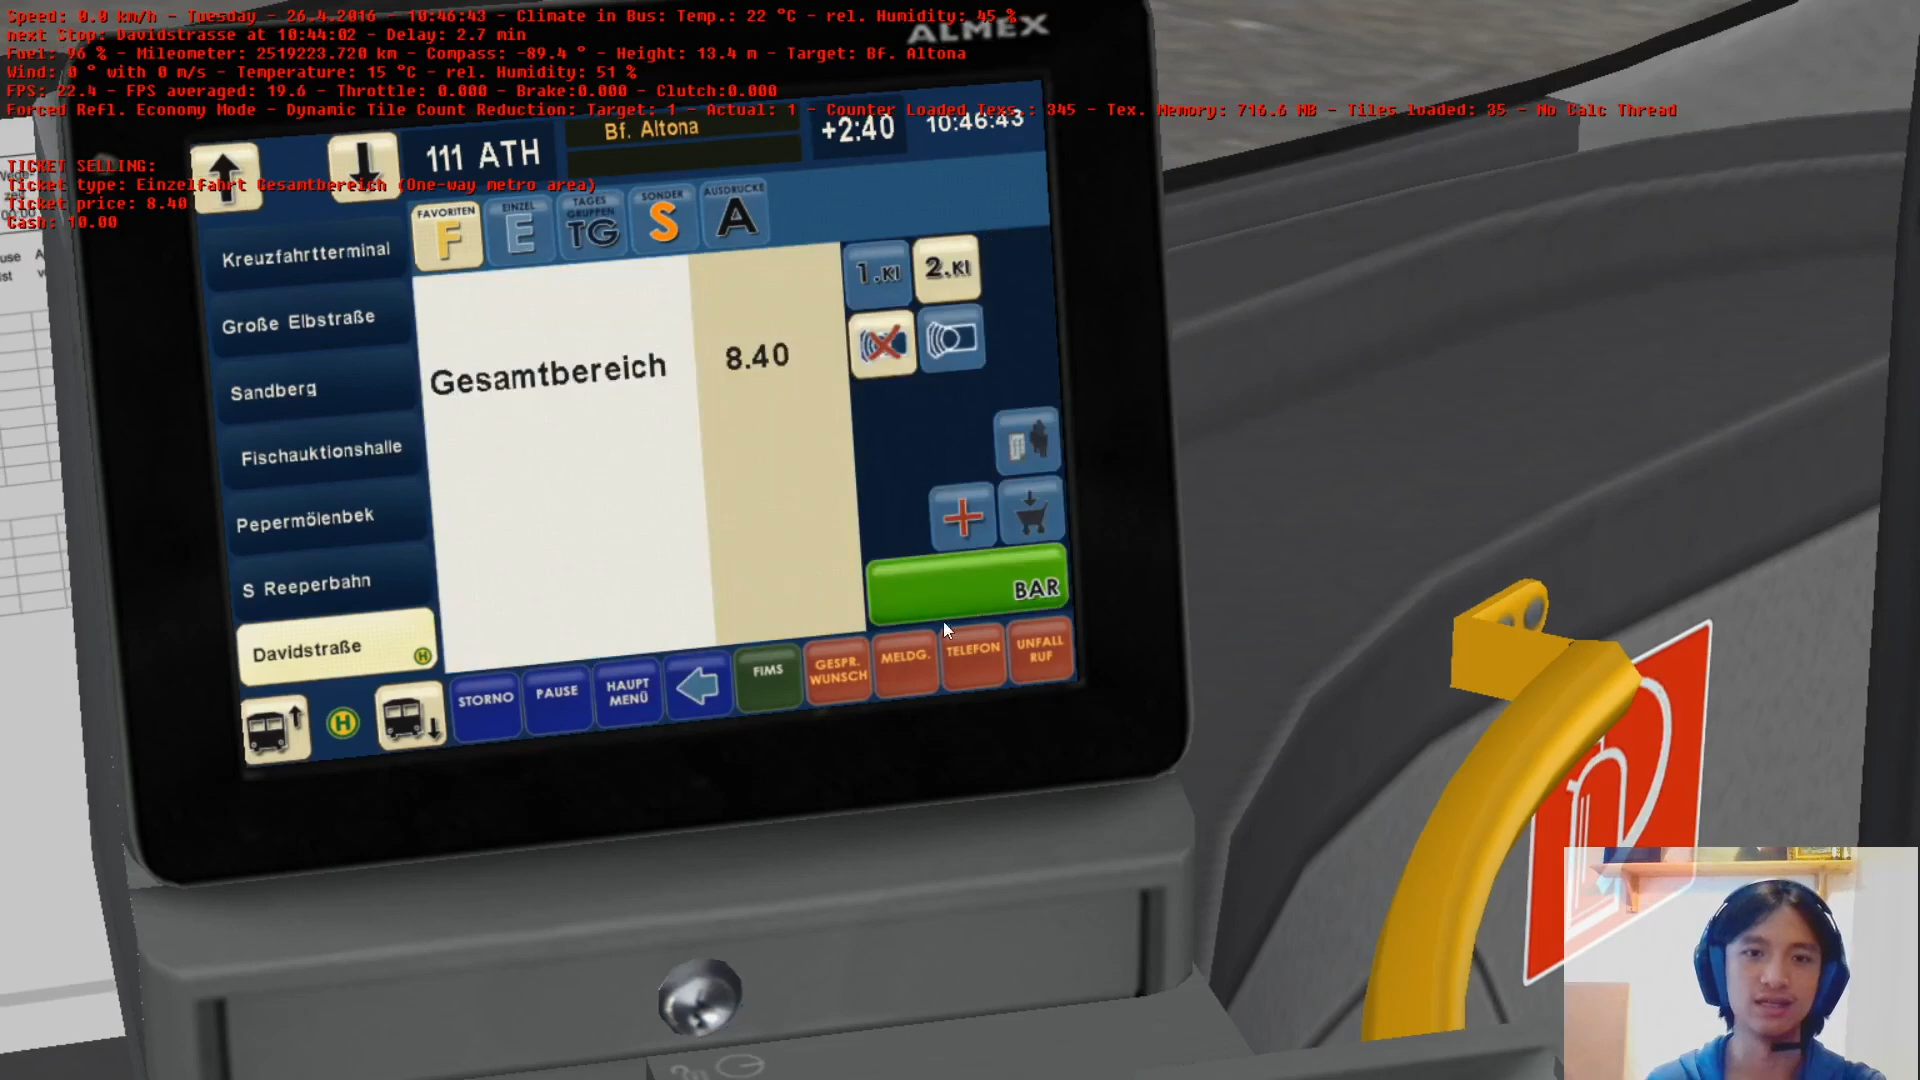 Speed: 0.0 km/h - Tuesday - 26.4.2016 - 10:46:43 - Climate in Bus: Temp.: 22 °C - rel. Humidity: 45 %
next Stop: Davidstrasse at 10:44:02 - Delay: 2.7 min
Fuel: 96 % - Mileometer: 2519223.720 km - Compass: -89.4 ° - Height: 13.4 m - Target: Bf. Altona
Wind: 0 ° with 0 m/s - Temperature: 15 °C - rel. Humidity: 51 %
FPS: 22.4 - FPS averaged: 19.6 - Throttle: 0.000 - Brake:0.000 - Clutch:0.000
Forced Refl. Economy Mode - Dynamic Tile Count Reduction: Target: 1 - Actual: 1 - Counter Loaded Texs.: 345 - Tex. Memory: 716.6 MB - Tiles loaded: 35 - No Calc Thread
TICKET SELLING:
Ticket type: Einzelfahrt Gesamtbereich (One-way metro area)
Ticket price: 8.40
Cash: 10.00
ALMEX
111 ATH
Bf. Altona
+2:40
10:46:43
FAVORITEN
F
EINZEL
E
TAGES
GRUPPEN
TG
SONDER
S
AUSDRUCKE
A
Kreuzfahrtterminal
Große Elbstraße
Sandberg
Fischauktionshalle
Pepermölenbek
S Reeperbahn
Davidstraße
H
Gesamtbereich
8.40
1.Kl
2.Kl
BAR
H
STORNO
PAUSE
HAUPT
MENÜ
FIMS
GESPR.
WUNSCH
MELDG.
TELEFON
UNFALL
RUF